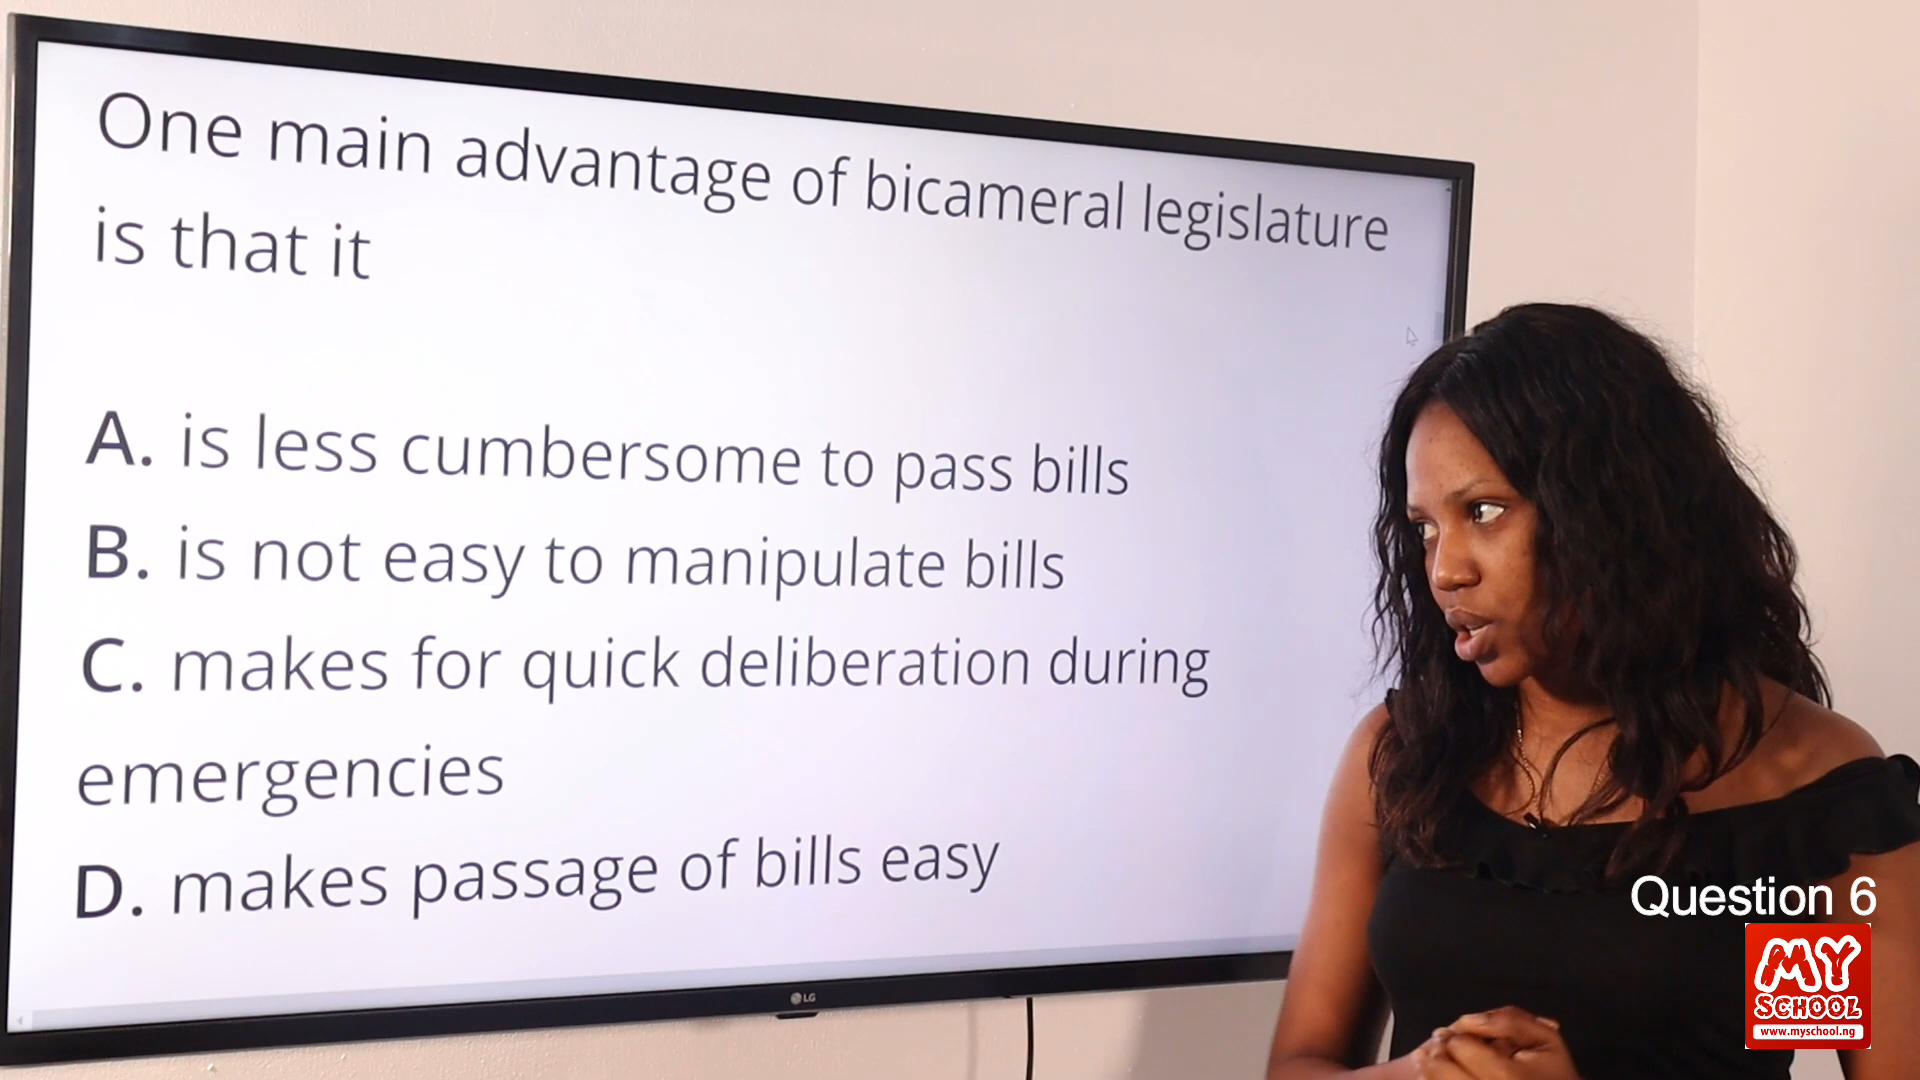 One main advantage of bicameral legislature
is that it
A. is less cumbersome to pass bills
B. is not easy to manipulate bills
C. makes for quick deliberation during
emergencies
D. makes passage of bills easy
LG
Question 6
MY
SCHOOL
www.myschool.ng